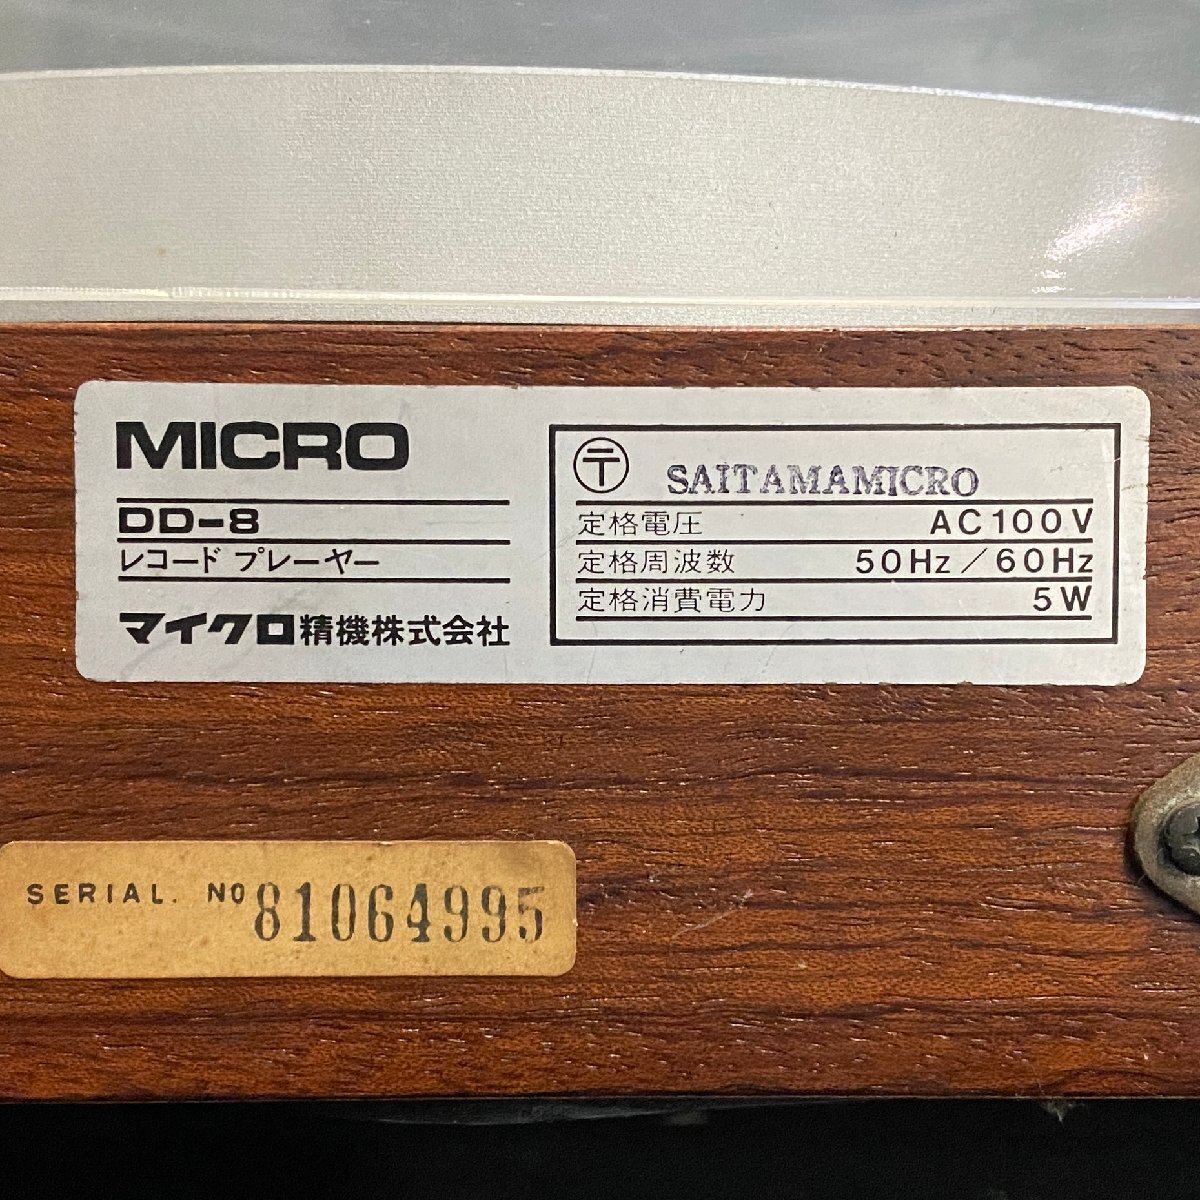 MICRO
DD-8
レコード プレーヤー
マイクロ精機株式会社
〒 SAITAMAMICRO
定格電圧 AC100V
定格周波数 50Hz/60Hz
定格消費電力 5W
SERIAL. NO 81064995